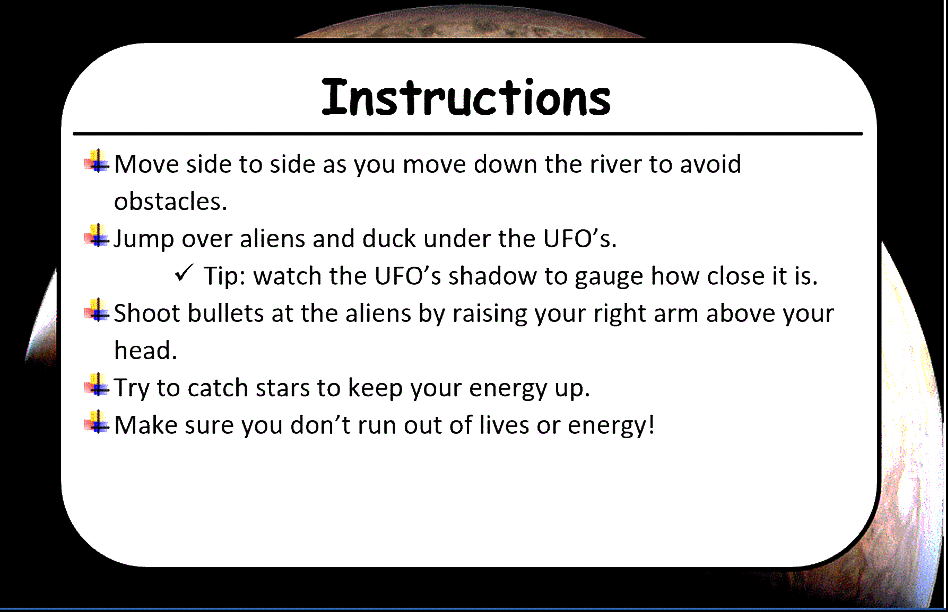 Instructions
Move side to side as you move down the river to avoid
obstacles.
Jump over aliens and duck under the UFO’s.
✓ Tip: watch the UFO’s shadow to gauge how close it is.
Shoot bullets at the aliens by raising your right arm above your
head.
Try to catch stars to keep your energy up.
Make sure you don’t run out of lives or energy!